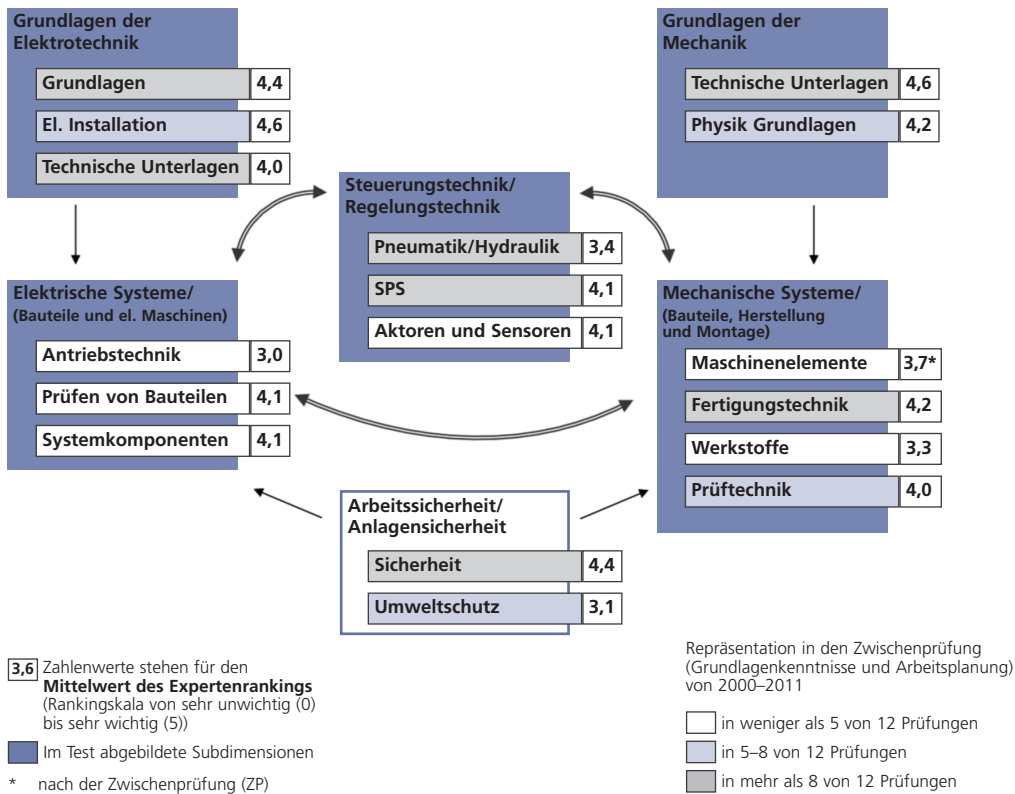 Grundlagen der
Elektrotechnik
Grundlagen 4,4
El. Installation 4,6
Technische Unterlagen 4,0
Grundlagen der
Mechanik
Technische Unterlagen 4,6
Physik Grundlagen 4,2
Steuerungstechnik/
Regelungstechnik
Pneumatik/Hydraulik 3,4
SPS 4,1
Aktoren und Sensoren 4,1
Elektrische Systeme/
(Bauteile und el. Maschinen)
Antriebstechnik 3,0
Prüfen von Bauteilen 4,1
Systemkomponenten 4,1
Mechanische Systeme/
(Bauteile, Herstellung
und Montage)
Maschinenelemente 3,7*
Fertigungstechnik 4,2
Werkstoffe 3,3
Prüftechnik 4,0
Arbeitssicherheit/
Anlagensicherheit
Sicherheit 4,4
Umweltschutz 3,1
3,6 Zahlenwerte stehen für den
Mittelwert des Expertenrankings
(Rankingskala von sehr unwichtig (0)
bis sehr wichtig (5))
Im Test abgebildete Subdimensionen
* nach der Zwischenprüfung (ZP)
Repräsentation in den Zwischenprüfung
(Grundlagenkenntnisse und Arbeitsplanung)
von 2000–2011
in weniger als 5 von 12 Prüfungen
in 5–8 von 12 Prüfungen
in mehr als 8 von 12 Prüfungen